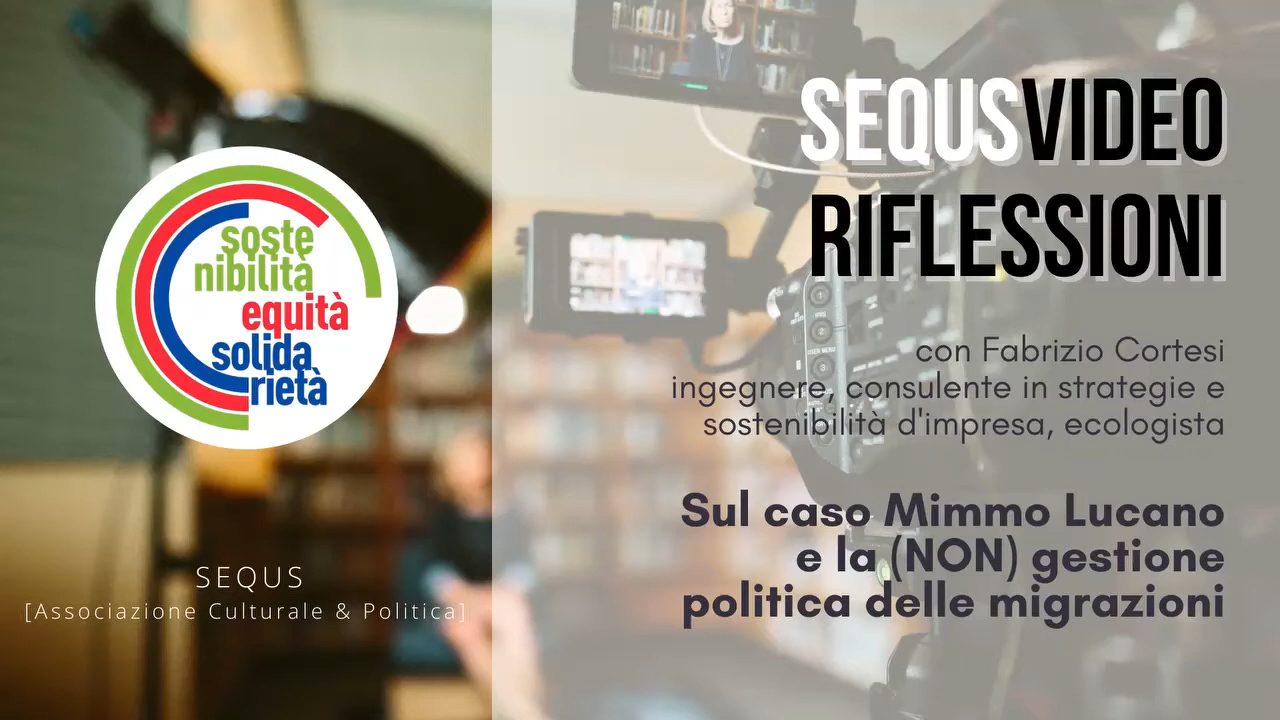 soste
nibilità
equità
solida
rietà
SEQUS
[Associazione Culturale & Politica]
SEQUSVIDEO
RIFLESSIONI
con Fabrizio Cortesi
ingegnere, consulente in strategie e
sostenibilità d'impresa, ecologista
Sul caso Mimmo Lucano
e la (NON) gestione
politica delle migrazioni